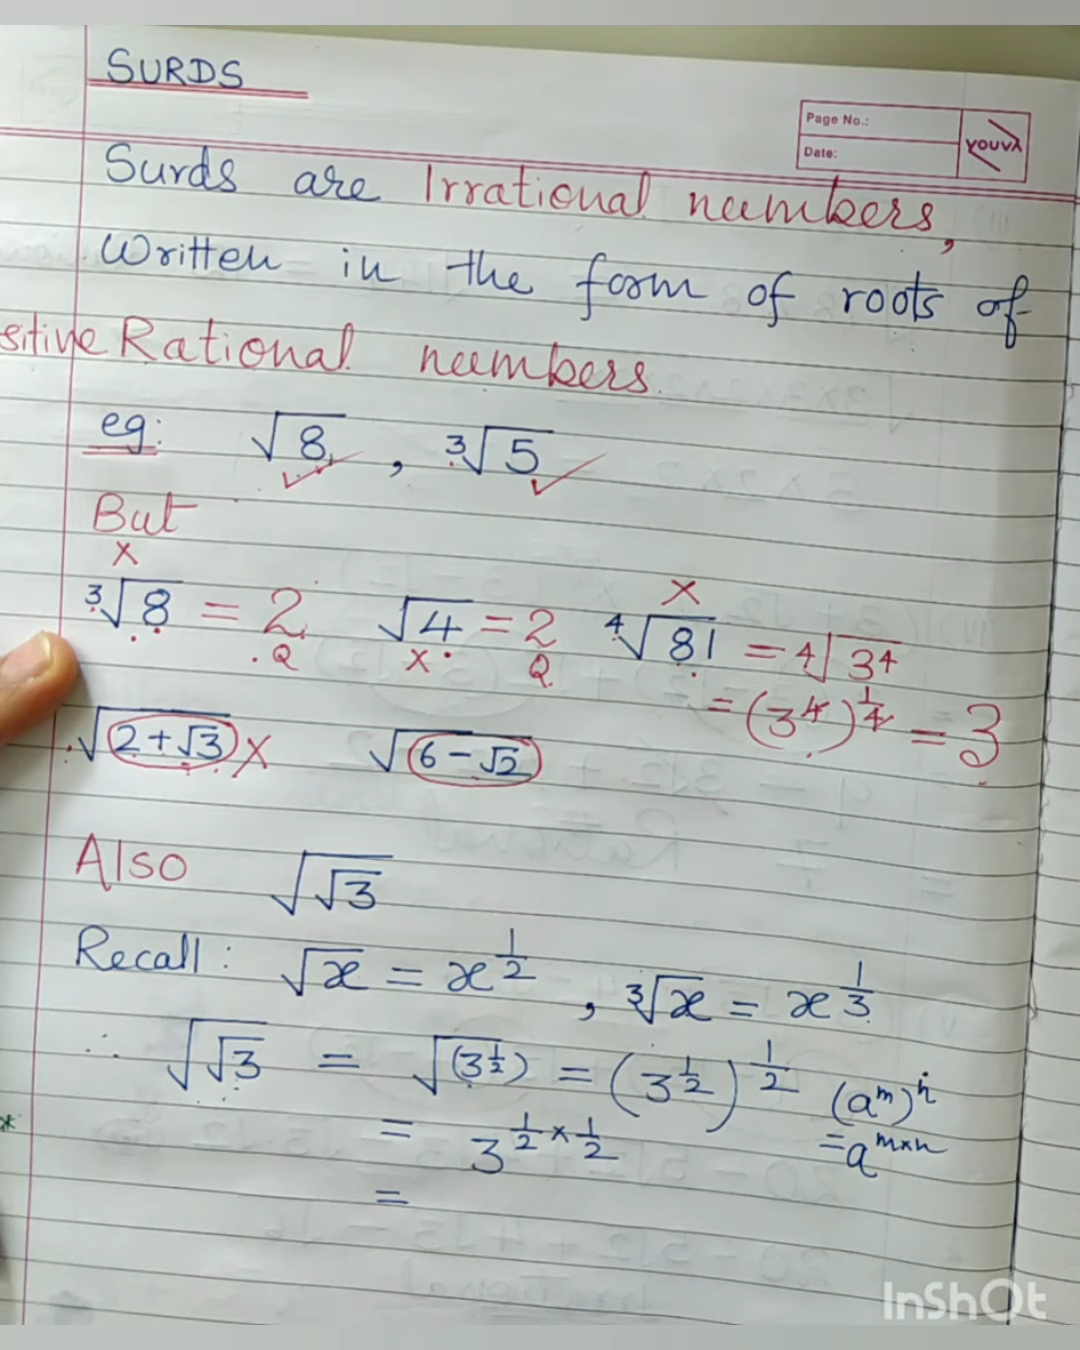 SURDS
Page No.:
Date:
YOUVA
Surds are Irrational numbers,
Written in the form of roots of
sitive Rational numbers.
eg: √8 ✓, ³√5 ✓
But
x x
³√8 = 2 √4 = 2 ⁴√81 = ⁴√3⁴
Q x Q
= (3⁴)^(1/4) = 3
√(2+√3) x √(6-√2)
Also √√3
Recall: √x = x^(1/2), ³√x = x^(1/3)
∴ √√3 = √(3^(1/2)) = (3^(1/2))^(1/2) (a^m)^n
= 3^(1/2 × 1/2) = a^(m×n)
=
*
InShOt